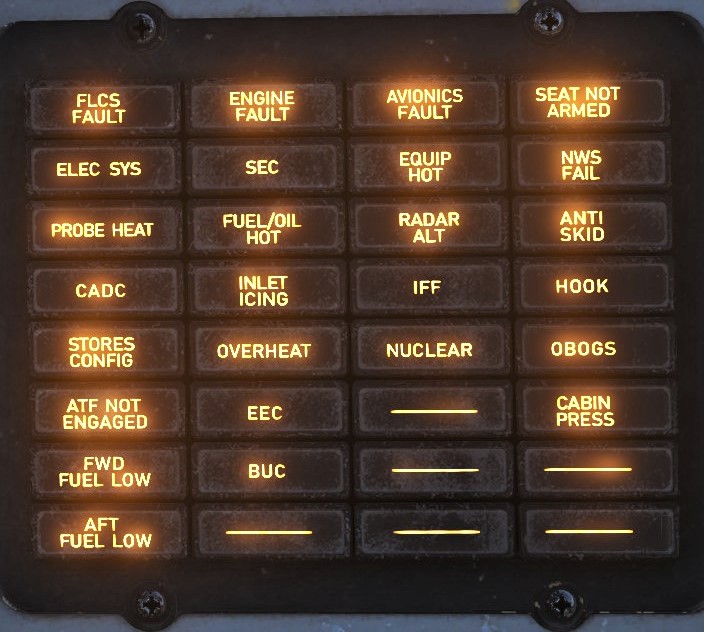 FLCS
FAULT
ENGINE
FAULT
AVIONICS
FAULT
SEAT NOT
ARMED
ELEC SYS
SEC
EQUIP
HOT
NWS
FAIL
PROBE HEAT
FUEL/OIL
HOT
RADAR
ALT
ANTI
SKID
CADC
INLET
ICING
IFF
HOOK
STORES
CONFIG
OVERHEAT
NUCLEAR
OBOGS
ATF NOT
ENGAGED
EEC
CABIN
PRESS
FWD
FUEL LOW
BUC
AFT
FUEL LOW